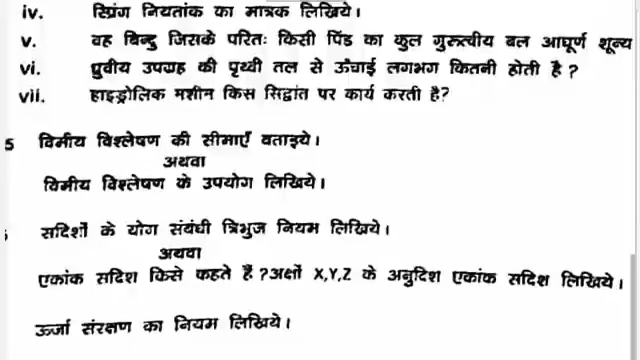 iv. स्प्रिंग नियतांक का मात्रक लिखिये।
v. वह बिन्दु जिसके परितः किसी पिंड का कुल गुरुत्वीय बल आघूर्ण शून्य
vi. ध्रुवीय उपग्रह की पृथ्वी तल से ऊँचाई लगभग कितनी होती है ?
vii. हाइड्रोलिक मशीन किस सिद्वांत पर कार्य करती है?
5 विमीय विश्लेषण की सीमाएँ बताइये।
अथवा
विमीय विश्लेषण के उपयोग लिखिये।
सदिशों के योग संबंधी त्रिभुज नियम लिखिये।
अथवा
एकांक सदिश किसे कहते हैं ?अक्षों X,Y,Z के अनुदिश एकांक सदिश लिखिये।
ऊर्जा संरक्षण का नियम लिखिये।